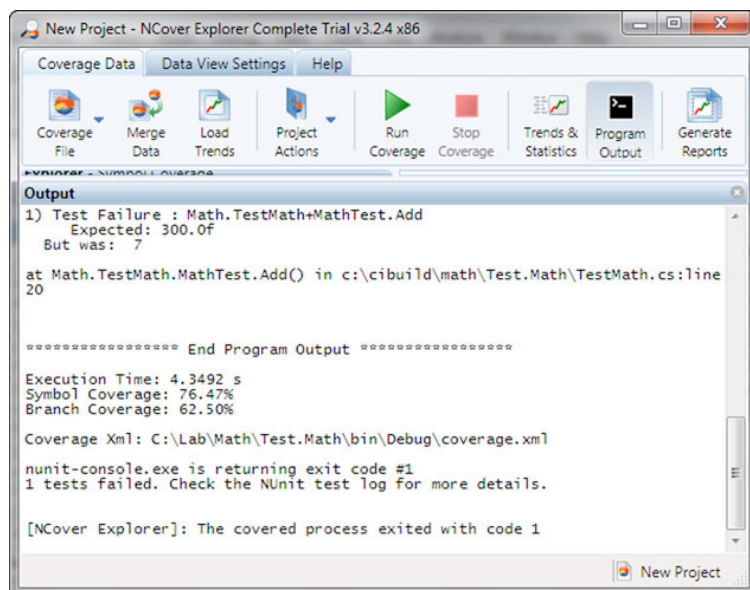 New Project - NCover Explorer Complete Trial v3.2.4 x86
Coverage Data Data View Settings Help
Coverage File
Merge Data
Load Trends
Project Actions
Run Coverage
Stop Coverage
Trends & Statistics
Program Output
Generate Reports
Explorer - Symbol Coverage
Output
1) Test Failure : Math.TestMath+MathTest.Add
Expected: 300.0f
But was: 7
at Math.TestMath.MathTest.Add() in c:\cibuild\math\Test.Math\TestMath.cs:line
20
***************** End Program Output *****************
Execution Time: 4.3492 s
Symbol Coverage: 76.47%
Branch Coverage: 62.50%
Coverage Xml: C:\Lab\Math\Test.Math\bin\Debug\coverage.xml
nunit-console.exe is returning exit code #1
1 tests failed. Check the NUnit test log for more details.
[NCover Explorer]: The covered process exited with code 1
New Project